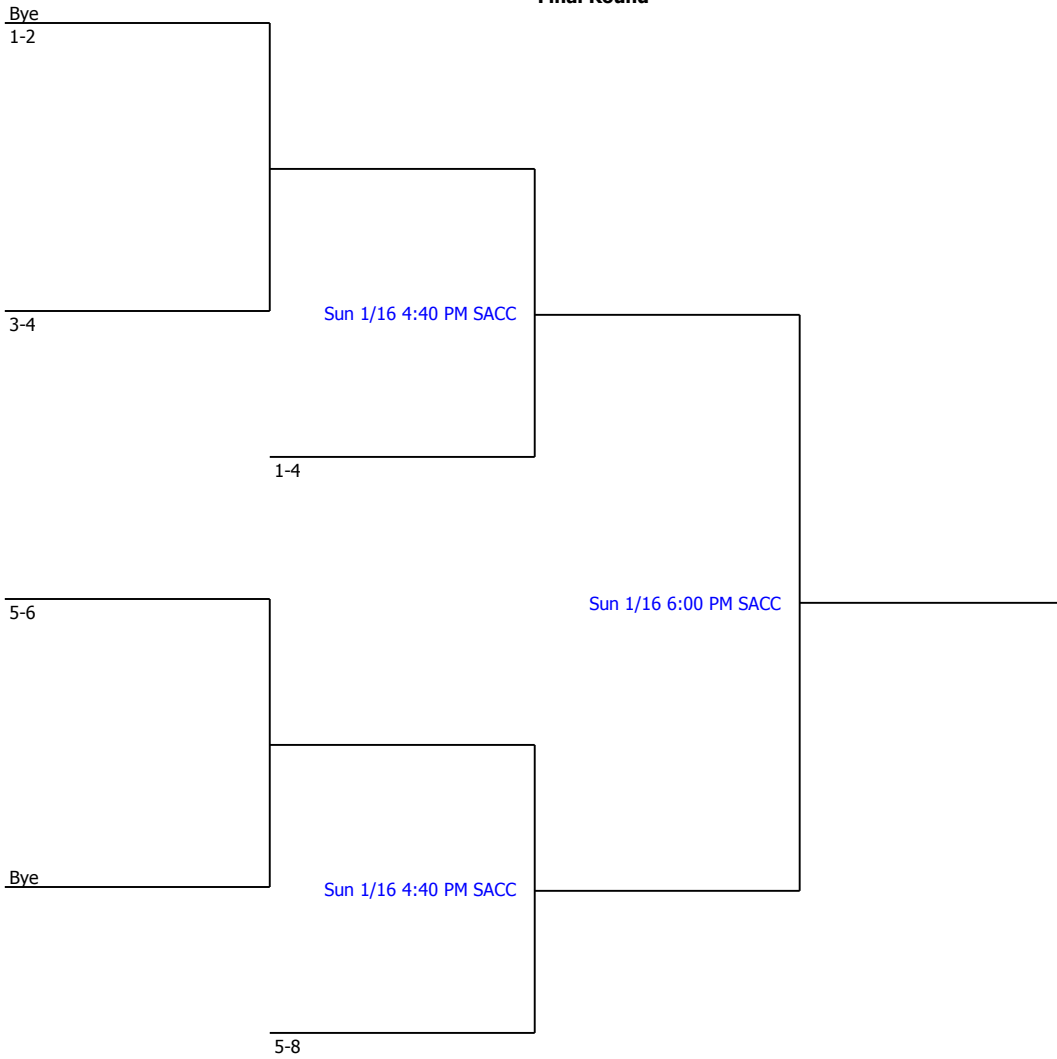 Final Round
Bye
1-2
3-4
Sun 1/16 4:40 PM SACC
1-4
5-6
Sun 1/16 6:00 PM SACC
Bye
Sun 1/16 4:40 PM SACC
5-8